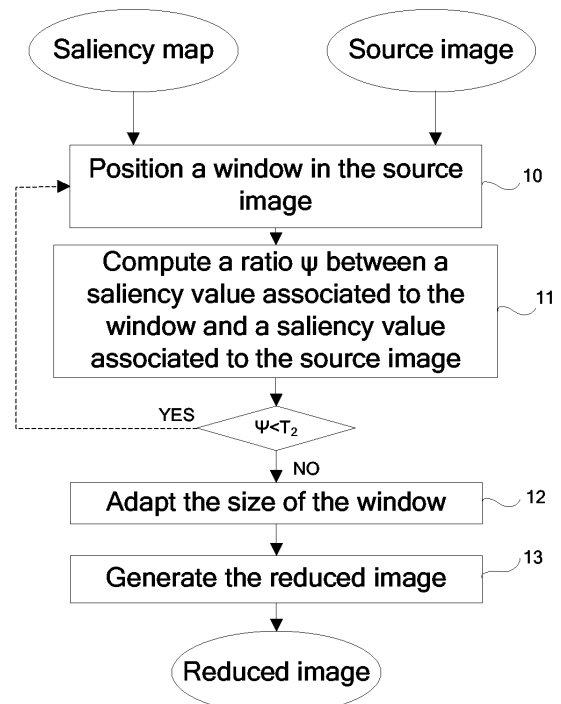 Saliency map
Source image
Position a window in the source
image
10
Compute a ratio ψ between a
saliency value associated to the
window and a saliency value
associated to the source image
11
YES
Ψ<T₂
NO
Adapt the size of the window
12
Generate the reduced image
13
Reduced image